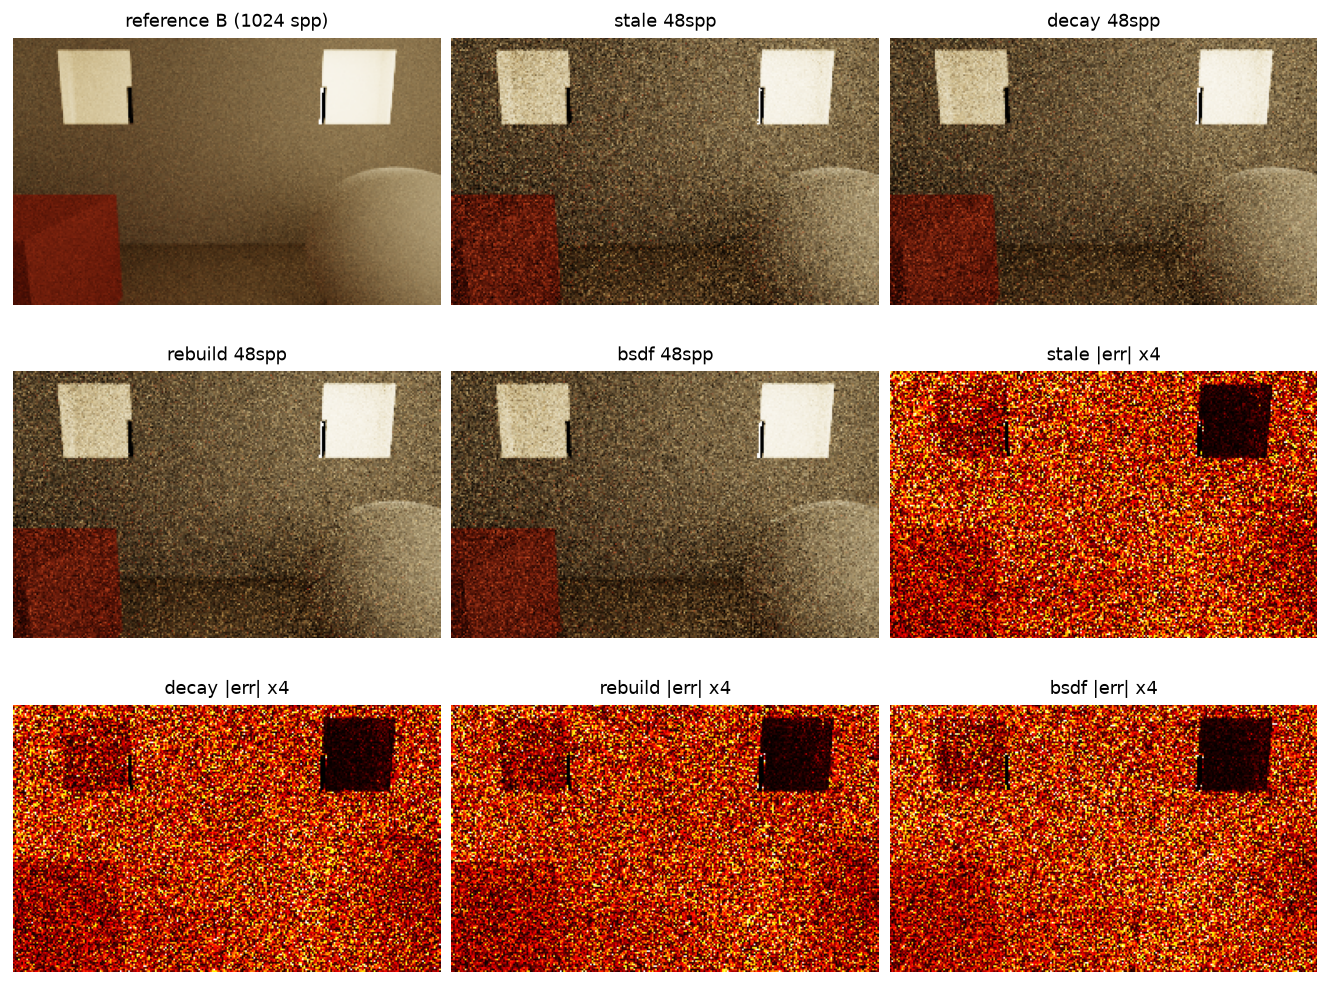 reference B (1024 spp)
stale 48spp
decay 48spp
rebuild 48spp
bsdf 48spp
stale |err| x4
decay |err| x4
rebuild |err| x4
bsdf |err| x4